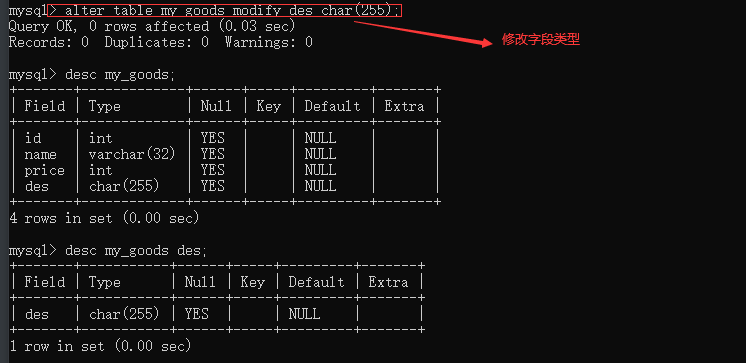 mysql> alter table my_goods modify des char(255);
Query OK, 0 rows affected (0.03 sec)
修改字段类型
Records: 0  Duplicates: 0  Warnings: 0
mysql> desc my_goods;
+-------+-------------+------+-----+---------+-------+
| Field | Type        | Null | Key | Default | Extra |
+-------+-------------+------+-----+---------+-------+
| id    | int         | YES  |     | NULL    |       |
| name  | varchar(32) | YES  |     | NULL    |       |
| price | int         | YES  |     | NULL    |       |
| des   | char(255)   | YES  |     | NULL    |       |
+-------+-------------+------+-----+---------+-------+
4 rows in set (0.00 sec)
mysql> desc my_goods des;
+-------+-----------+------+-----+---------+-------+
| Field | Type      | Null | Key | Default | Extra |
+-------+-----------+------+-----+---------+-------+
| des   | char(255) | YES  |     | NULL    |       |
+-------+-----------+------+-----+---------+-------+
1 row in set (0.00 sec)